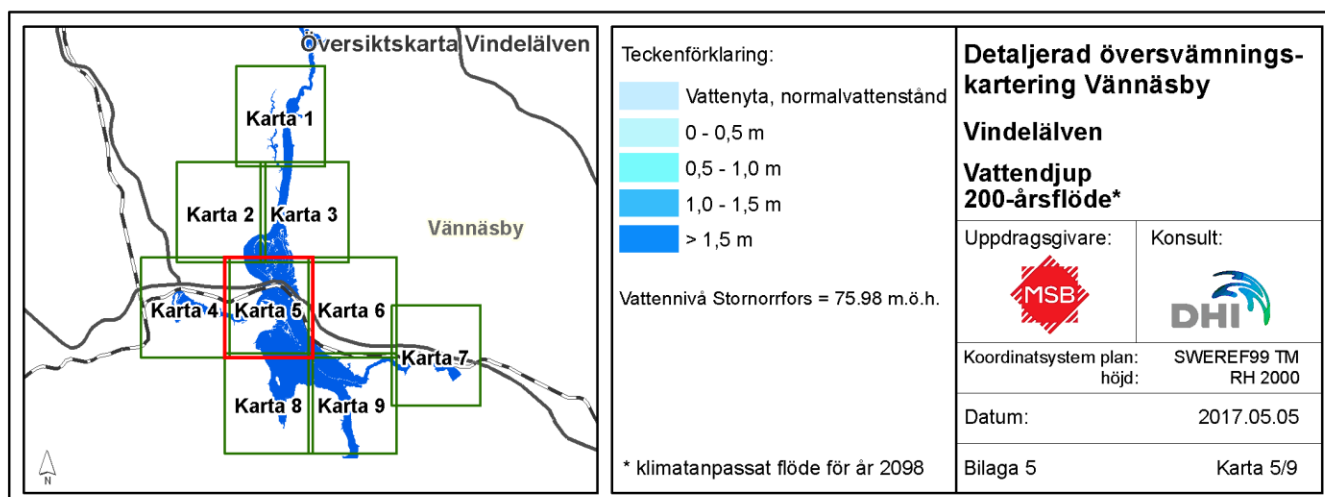 Översiktskarta Vindelälven
Karta 1
Karta 2
Karta 3
Vännäsby
Karta 4
Karta 5
Karta 6
Karta 7
Karta 8
Karta 9
N
Teckenförklaring:
Vattenyta, normalvattenstånd
0 - 0,5 m
0,5 - 1,0 m
1,0 - 1,5 m
> 1,5 m
Vattennivå Stornorrfors = 75.98 m.ö.h.
* klimatanpassat flöde för år 2098
Detaljerad översvämnings-
kartering Vännäsby
Vindelälven
Vattendjup
200-årsflöde*
Uppdragsgivare:
MSB
Konsult:
DHI
Koordinatsystem plan: SWEREF99 TM
höjd: RH 2000
Datum: 2017.05.05
Bilaga 5 Karta 5/9